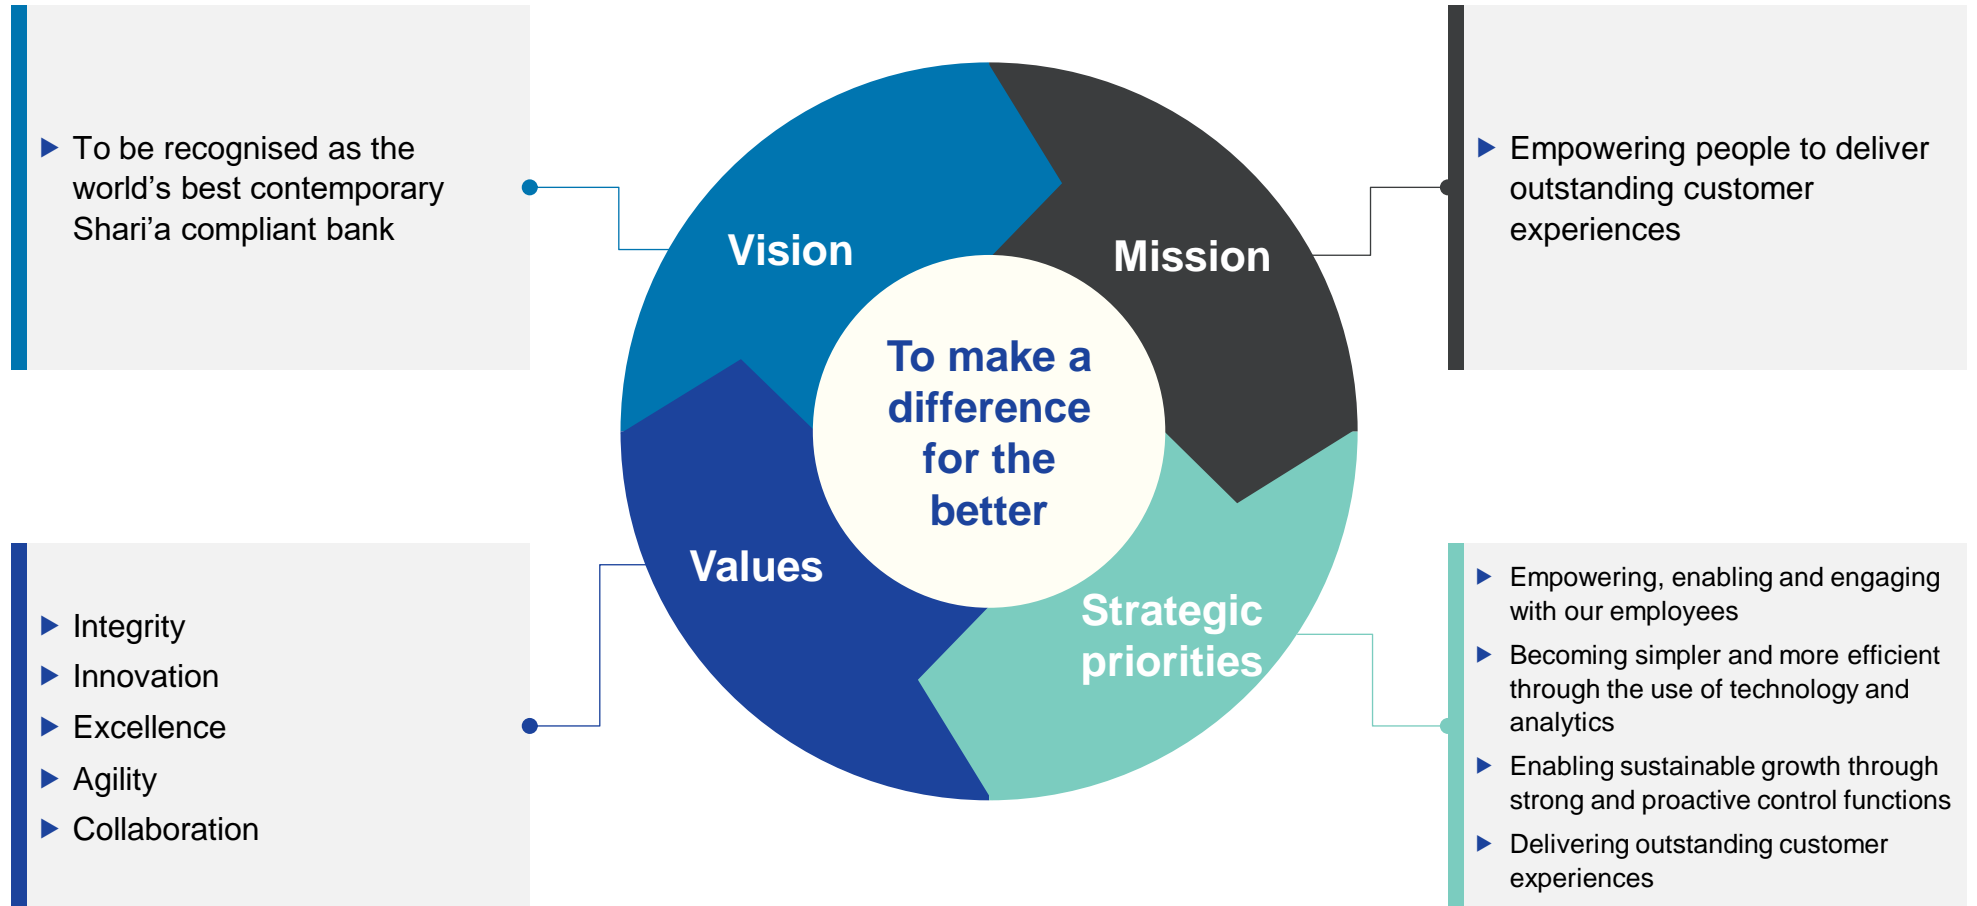 To be recognised as the
world’s best contemporary
Shari’a compliant bank
Vision
Mission
Empowering people to deliver
outstanding customer
experiences
To make a
difference
for the
better
Values
Integrity
Innovation
Excellence
Agility
Collaboration
Strategic
priorities
Empowering, enabling and engaging
with our employees
Becoming simpler and more efficient
through the use of technology and
analytics
Enabling sustainable growth through
strong and proactive control functions
Delivering outstanding customer
experiences